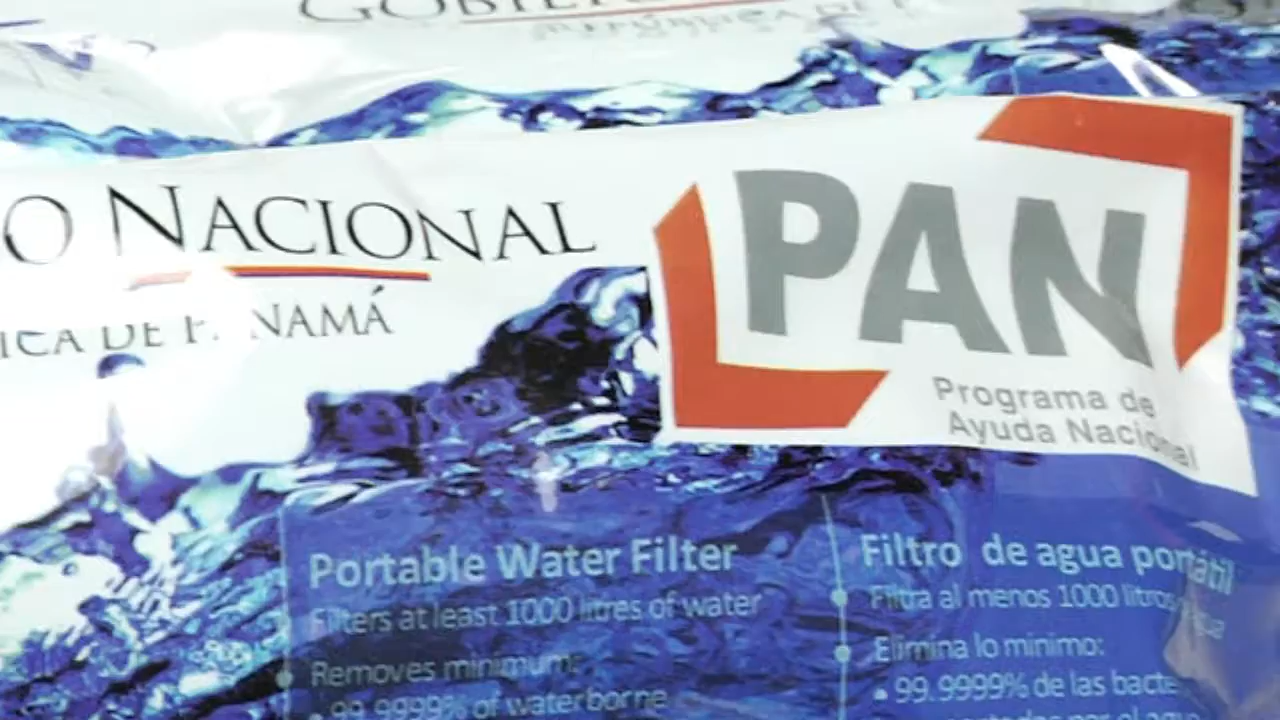 O NACIONAL
DE PANAMÁ
PAN
Programa de
Ayuda Nacional
Portable Water Filter
Filters at least 1000 litres of water
Removes minimum:
• 99.9999% of waterborne
Filtro de agua portátil
Filtra al menos 1000 litros
Elimina lo mínimo:
• 99.9999% de las bacte